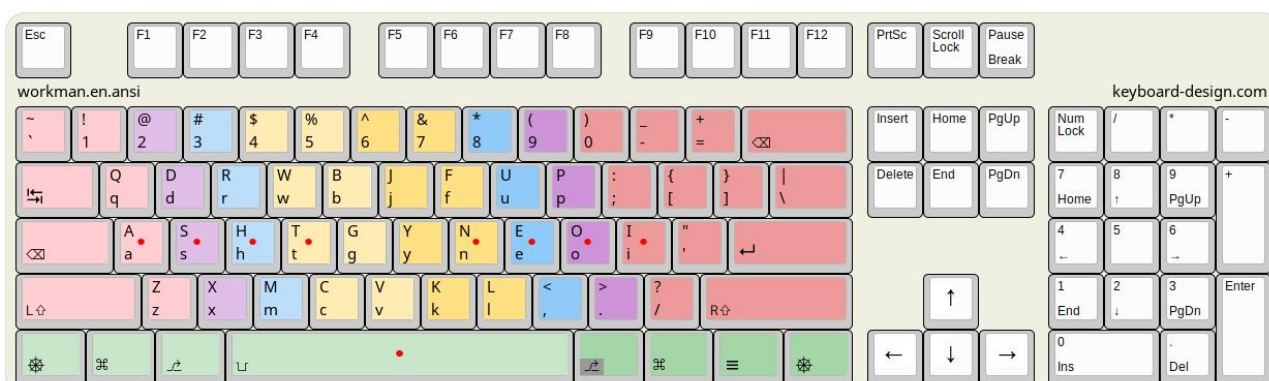 Esc F1 F2 F3 F4 F5 F6 F7 F8 F9 F10 F11 F12 PrtSc Scroll Lock Pause Break
workman.en.ansi keyboard-design.com
~ ` ! 1 @ 2 # 3 $ 4 % 5 ^ 6 & 7 * 8 ( 9 ) 0 _ - + = ⌫ Insert Home PgUp Num Lock / * -
↹ Q q D d R r W w B b J j F f U u P p : ; { [ } ] | \ Delete End PgDn 7 Home 8 ↑ 9 PgUp +
⌫ A a S s H h T t G g Y y N n E e O o I i " ' ↵ 4 ← 5 6 →
L⇧ Z z X x M m C c V v K k L l < , > . ? / R⇧ ↑ 1 End 2 ↓ 3 PgDn Enter
⎈ ⌘ ⎇ ⎇ ⌘ ≡ ⎈ ← ↓ → 0 Ins . Del